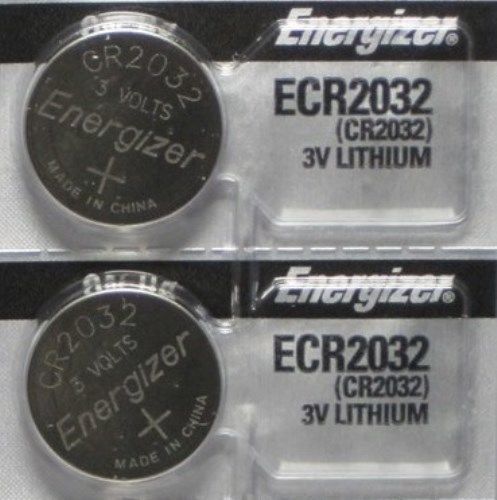 CR2032
3 VOLTS
Energizer
+
MADE IN CHINA
Energizer®
ECR2032
(CR2032)
3V LITHIUM
CR2032
3 VOLTS
Energizer
+
MADE IN CHINA
Energizer®
ECR2032
(CR2032)
3V LITHIUM